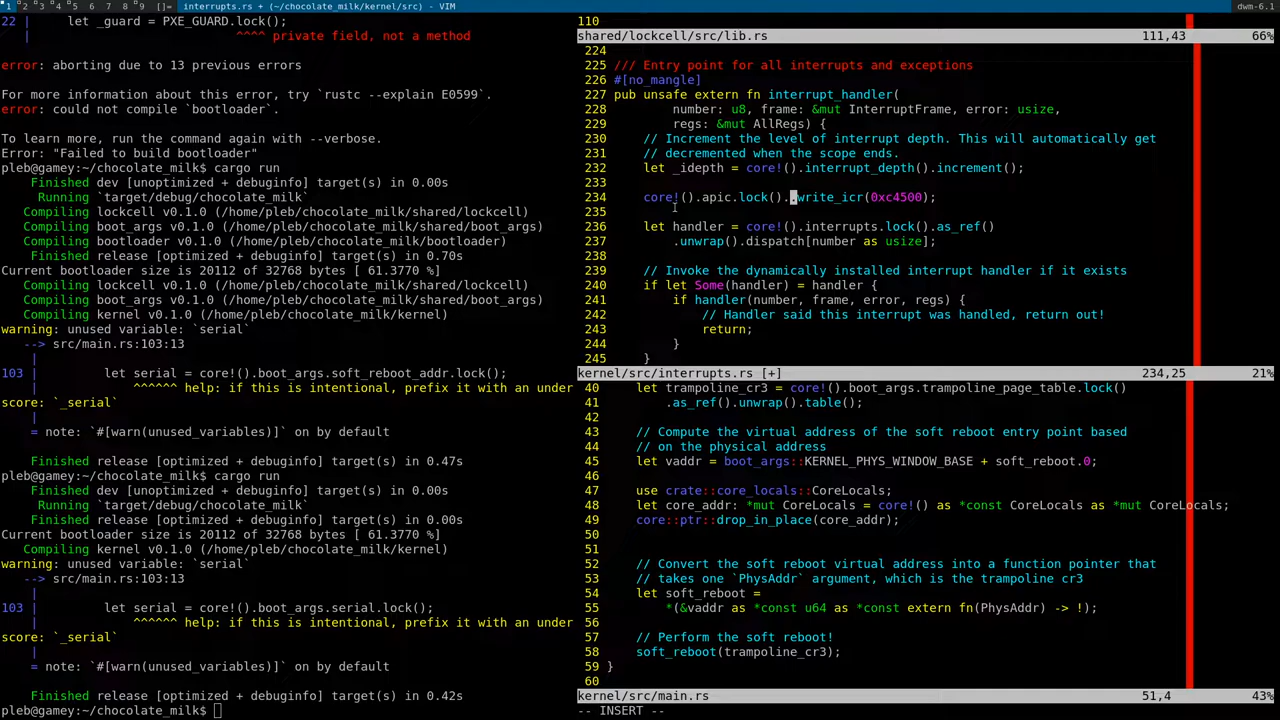 1 2 3 4 5 6 7 8 9 []= interrupts.rs + (~/chocolate_milk/kernel/src) - VIM dwm-6.1
22 |     let _guard = PXE_GUARD.lock();
   |                            ^^^^ private field, not a method
error: aborting due to 13 previous errors
For more information about this error, try `rustc --explain E0599`.
error: could not compile `bootloader`.
To learn more, run the command again with --verbose.
Error: "Failed to build bootloader"
pleb@gamey:~/chocolate_milk$ cargo run
    Finished dev [unoptimized + debuginfo] target(s) in 0.00s
     Running `target/debug/chocolate_milk`
   Compiling lockcell v0.1.0 (/home/pleb/chocolate_milk/shared/lockcell)
   Compiling boot_args v0.1.0 (/home/pleb/chocolate_milk/shared/boot_args)
   Compiling bootloader v0.1.0 (/home/pleb/chocolate_milk/bootloader)
    Finished release [optimized + debuginfo] target(s) in 0.70s
Current bootloader size is 20112 of 32768 bytes [ 61.3770 %]
   Compiling lockcell v0.1.0 (/home/pleb/chocolate_milk/shared/lockcell)
   Compiling boot_args v0.1.0 (/home/pleb/chocolate_milk/shared/boot_args)
   Compiling kernel v0.1.0 (/home/pleb/chocolate_milk/kernel)
warning: unused variable: `serial`
   --> src/main.rs:103:13
    |
103 |         let serial = core!().boot_args.soft_reboot_addr.lock();
    |             ^^^^^^ help: if this is intentional, prefix it with an under
score: `_serial`
    |
    = note: `#[warn(unused_variables)]` on by default
    Finished release [optimized + debuginfo] target(s) in 0.47s
pleb@gamey:~/chocolate_milk$ cargo run
    Finished dev [unoptimized + debuginfo] target(s) in 0.00s
     Running `target/debug/chocolate_milk`
    Finished release [optimized + debuginfo] target(s) in 0.00s
Current bootloader size is 20112 of 32768 bytes [ 61.3770 %]
   Compiling kernel v0.1.0 (/home/pleb/chocolate_milk/kernel)
warning: unused variable: `serial`
   --> src/main.rs:103:13
    |
103 |         let serial = core!().boot_args.serial.lock();
    |             ^^^^^^ help: if this is intentional, prefix it with an under
score: `_serial`
    |
    = note: `#[warn(unused_variables)]` on by default
    Finished release [optimized + debuginfo] target(s) in 0.42s
pleb@gamey:~/chocolate_milk$
110
shared/lockcell/src/lib.rs 111,43 66%
224
225 /// Entry point for all interrupts and exceptions
226 #[no_mangle]
227 pub unsafe extern fn interrupt_handler(
228         number: u8, frame: &mut InterruptFrame, error: usize,
229         regs: &mut AllRegs) {
230     // Increment the level of interrupt depth. This will automatically get
231     // decremented when the scope ends.
232     let _idepth = core!().interrupt_depth().increment();
233
234     core!().apic.lock()..write_icr(0xc4500);
235
236     let handler = core!().interrupts.lock().as_ref()
237         .unwrap().dispatch[number as usize];
238
239     // Invoke the dynamically installed interrupt handler if it exists
240     if let Some(handler) = handler {
241         if handler(number, frame, error, regs) {
242             // Handler said this interrupt was handled, return out!
243             return;
244         }
245     }
kernel/src/interrupts.rs [+] 234,25 21%
40     let trampoline_cr3 = core!().boot_args.trampoline_page_table.lock()
41         .as_ref().unwrap().table();
42
43     // Compute the virtual address of the soft reboot entry point based
44     // on the physical address
45     let vaddr = boot_args::KERNEL_PHYS_WINDOW_BASE + soft_reboot.0;
46
47     use crate::core_locals::CoreLocals;
48     let core_addr: *mut CoreLocals = core!() as *const CoreLocals as *mut CoreLocals;
49     core::ptr::drop_in_place(core_addr);
50
51
52     // Convert the soft reboot virtual address into a function pointer that
53     // takes one `PhysAddr` argument, which is the trampoline cr3
54     let soft_reboot =
55         *(&vaddr as *const u64 as *const extern fn(PhysAddr) -> !);
56
57     // Perform the soft reboot!
58     soft_reboot(trampoline_cr3);
59 }
60
kernel/src/main.rs 51,4 43%
-- INSERT --